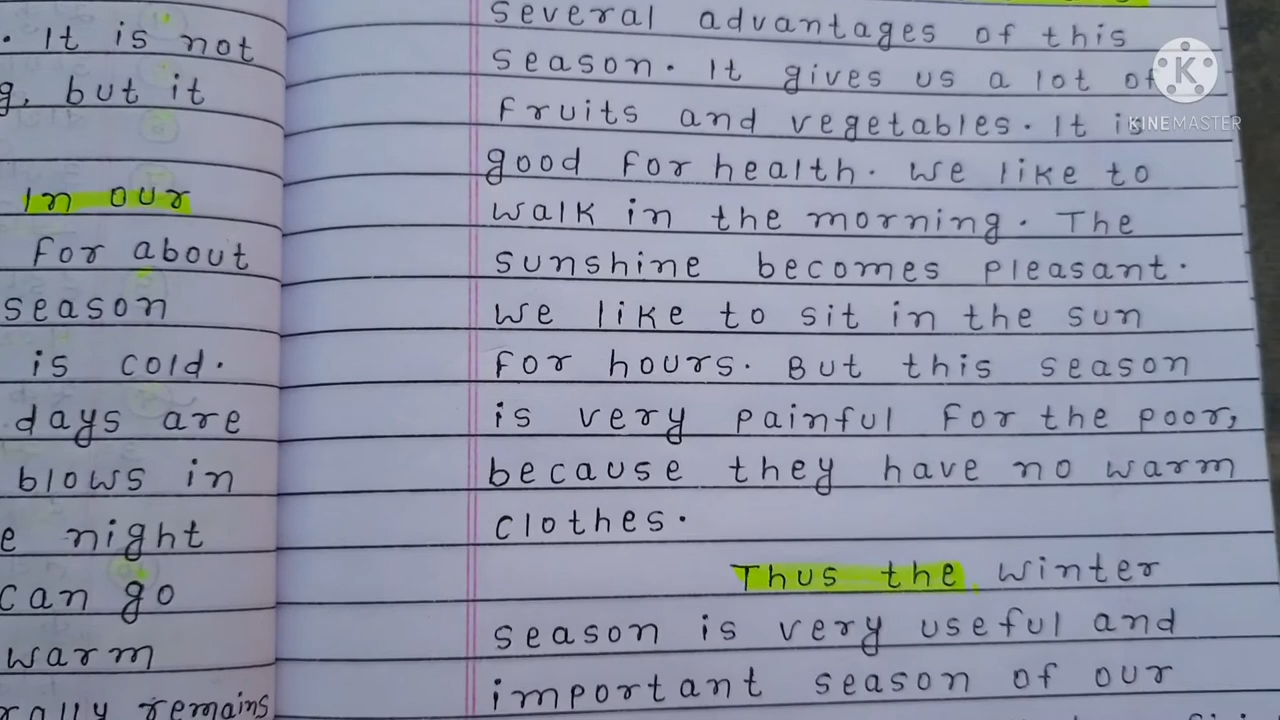 . It is not
but it
In our
for about
season
is cold.
days are
blows in
night
can go
warm
remains
several advantages of this
season. It gives us a lot of
fruits and vegetables. It is
good for health. We like to
walk in the morning. The
sunshine becomes pleasant.
We like to sit in the sun
for hours. But this season
is very painful for the poor,
because they have no warm
clothes.
Thus the winter
season is very useful and
important season of our
K
KINEMASTER